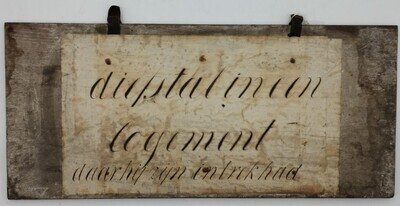 diefstal in een
logement
daar hij zijn intrek had